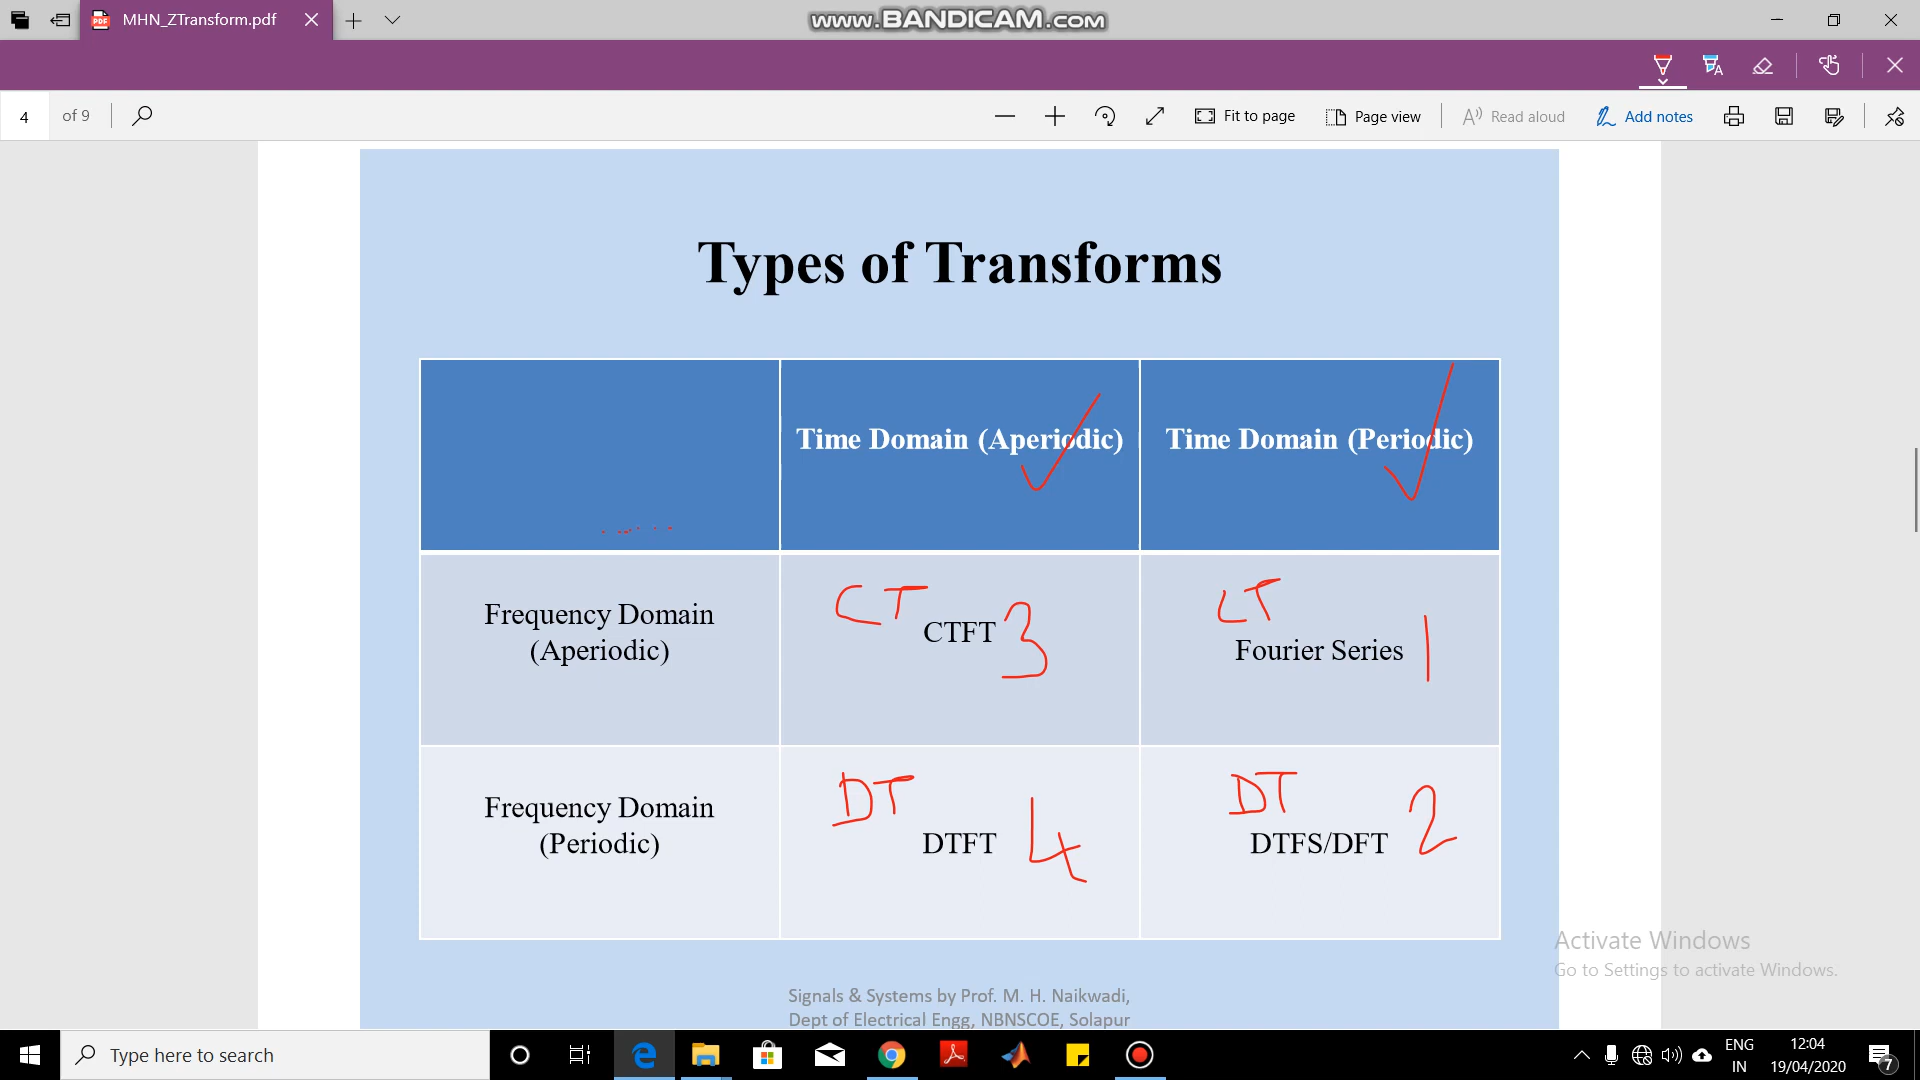 MHN_ZTransform.pdf
www.BANDICAM.com
4 of 9
Fit to page
Page view
Read aloud
Add notes
Types of Transforms
Time Domain (Aperiodic)
Time Domain (Periodic)
Frequency Domain
(Aperiodic)
CT
CTFT 3
CT
Fourier Series 1
Frequency Domain
(Periodic)
DT
DTFT 4
DT
DTFS/DFT 2
Activate Windows
Go to Settings to activate Windows.
Signals & Systems by Prof. M. H. Naikwadi,
Dept of Electrical Engg, NBNSCOE, Solapur
Type here to search
ENG
IN
12:04
19/04/2020
7